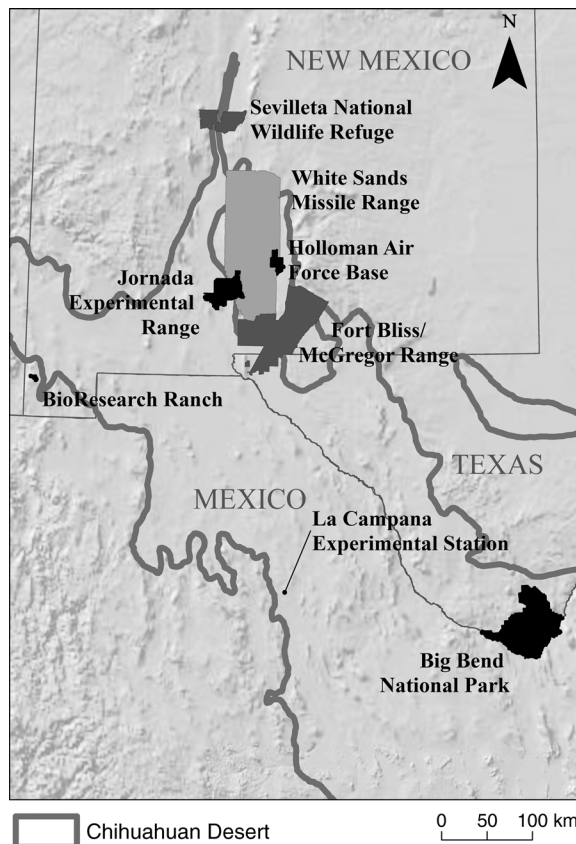 N
NEW MEXICO
Sevilleta National
Wildlife Refuge
White Sands
Missile Range
Holloman Air
Force Base
Jornada
Experimental
Range
Fort Bliss/
McGregor Range
BioResearch Ranch
TEXAS
MEXICO
La Campana
Experimental Station
Big Bend
National Park
Chihuahuan Desert
0 50 100 km